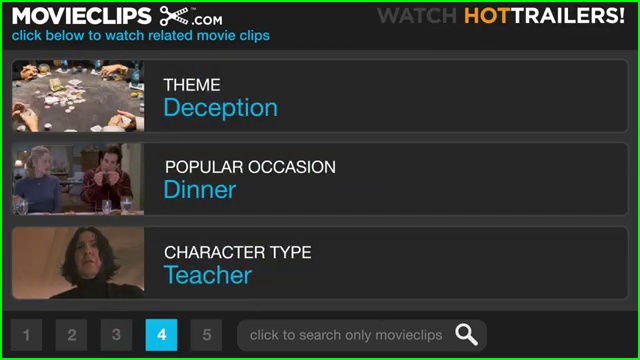 MOVIECLIPS .COM
WATCH HOTTRAILERS!
click below to watch related movie clips
THEME
Deception
POPULAR OCCASION
Dinner
CHARACTER TYPE
Teacher
1 2 3 4 5
click to search only movieclips